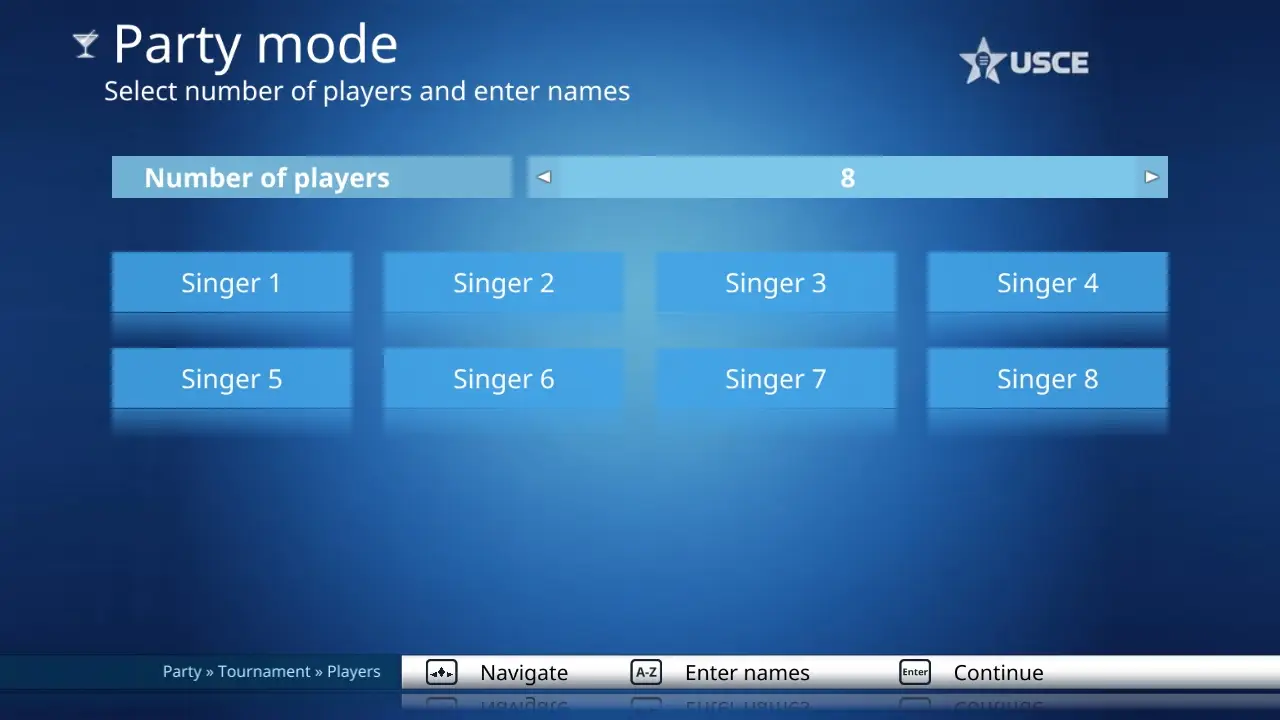 Party mode
USCE
Select number of players and enter names
Number of players
8
Singer 1
Singer 2
Singer 3
Singer 4
Singer 5
Singer 6
Singer 7
Singer 8
Party » Tournament » Players
Navigate
A-Z
Enter names
Enter
Continue